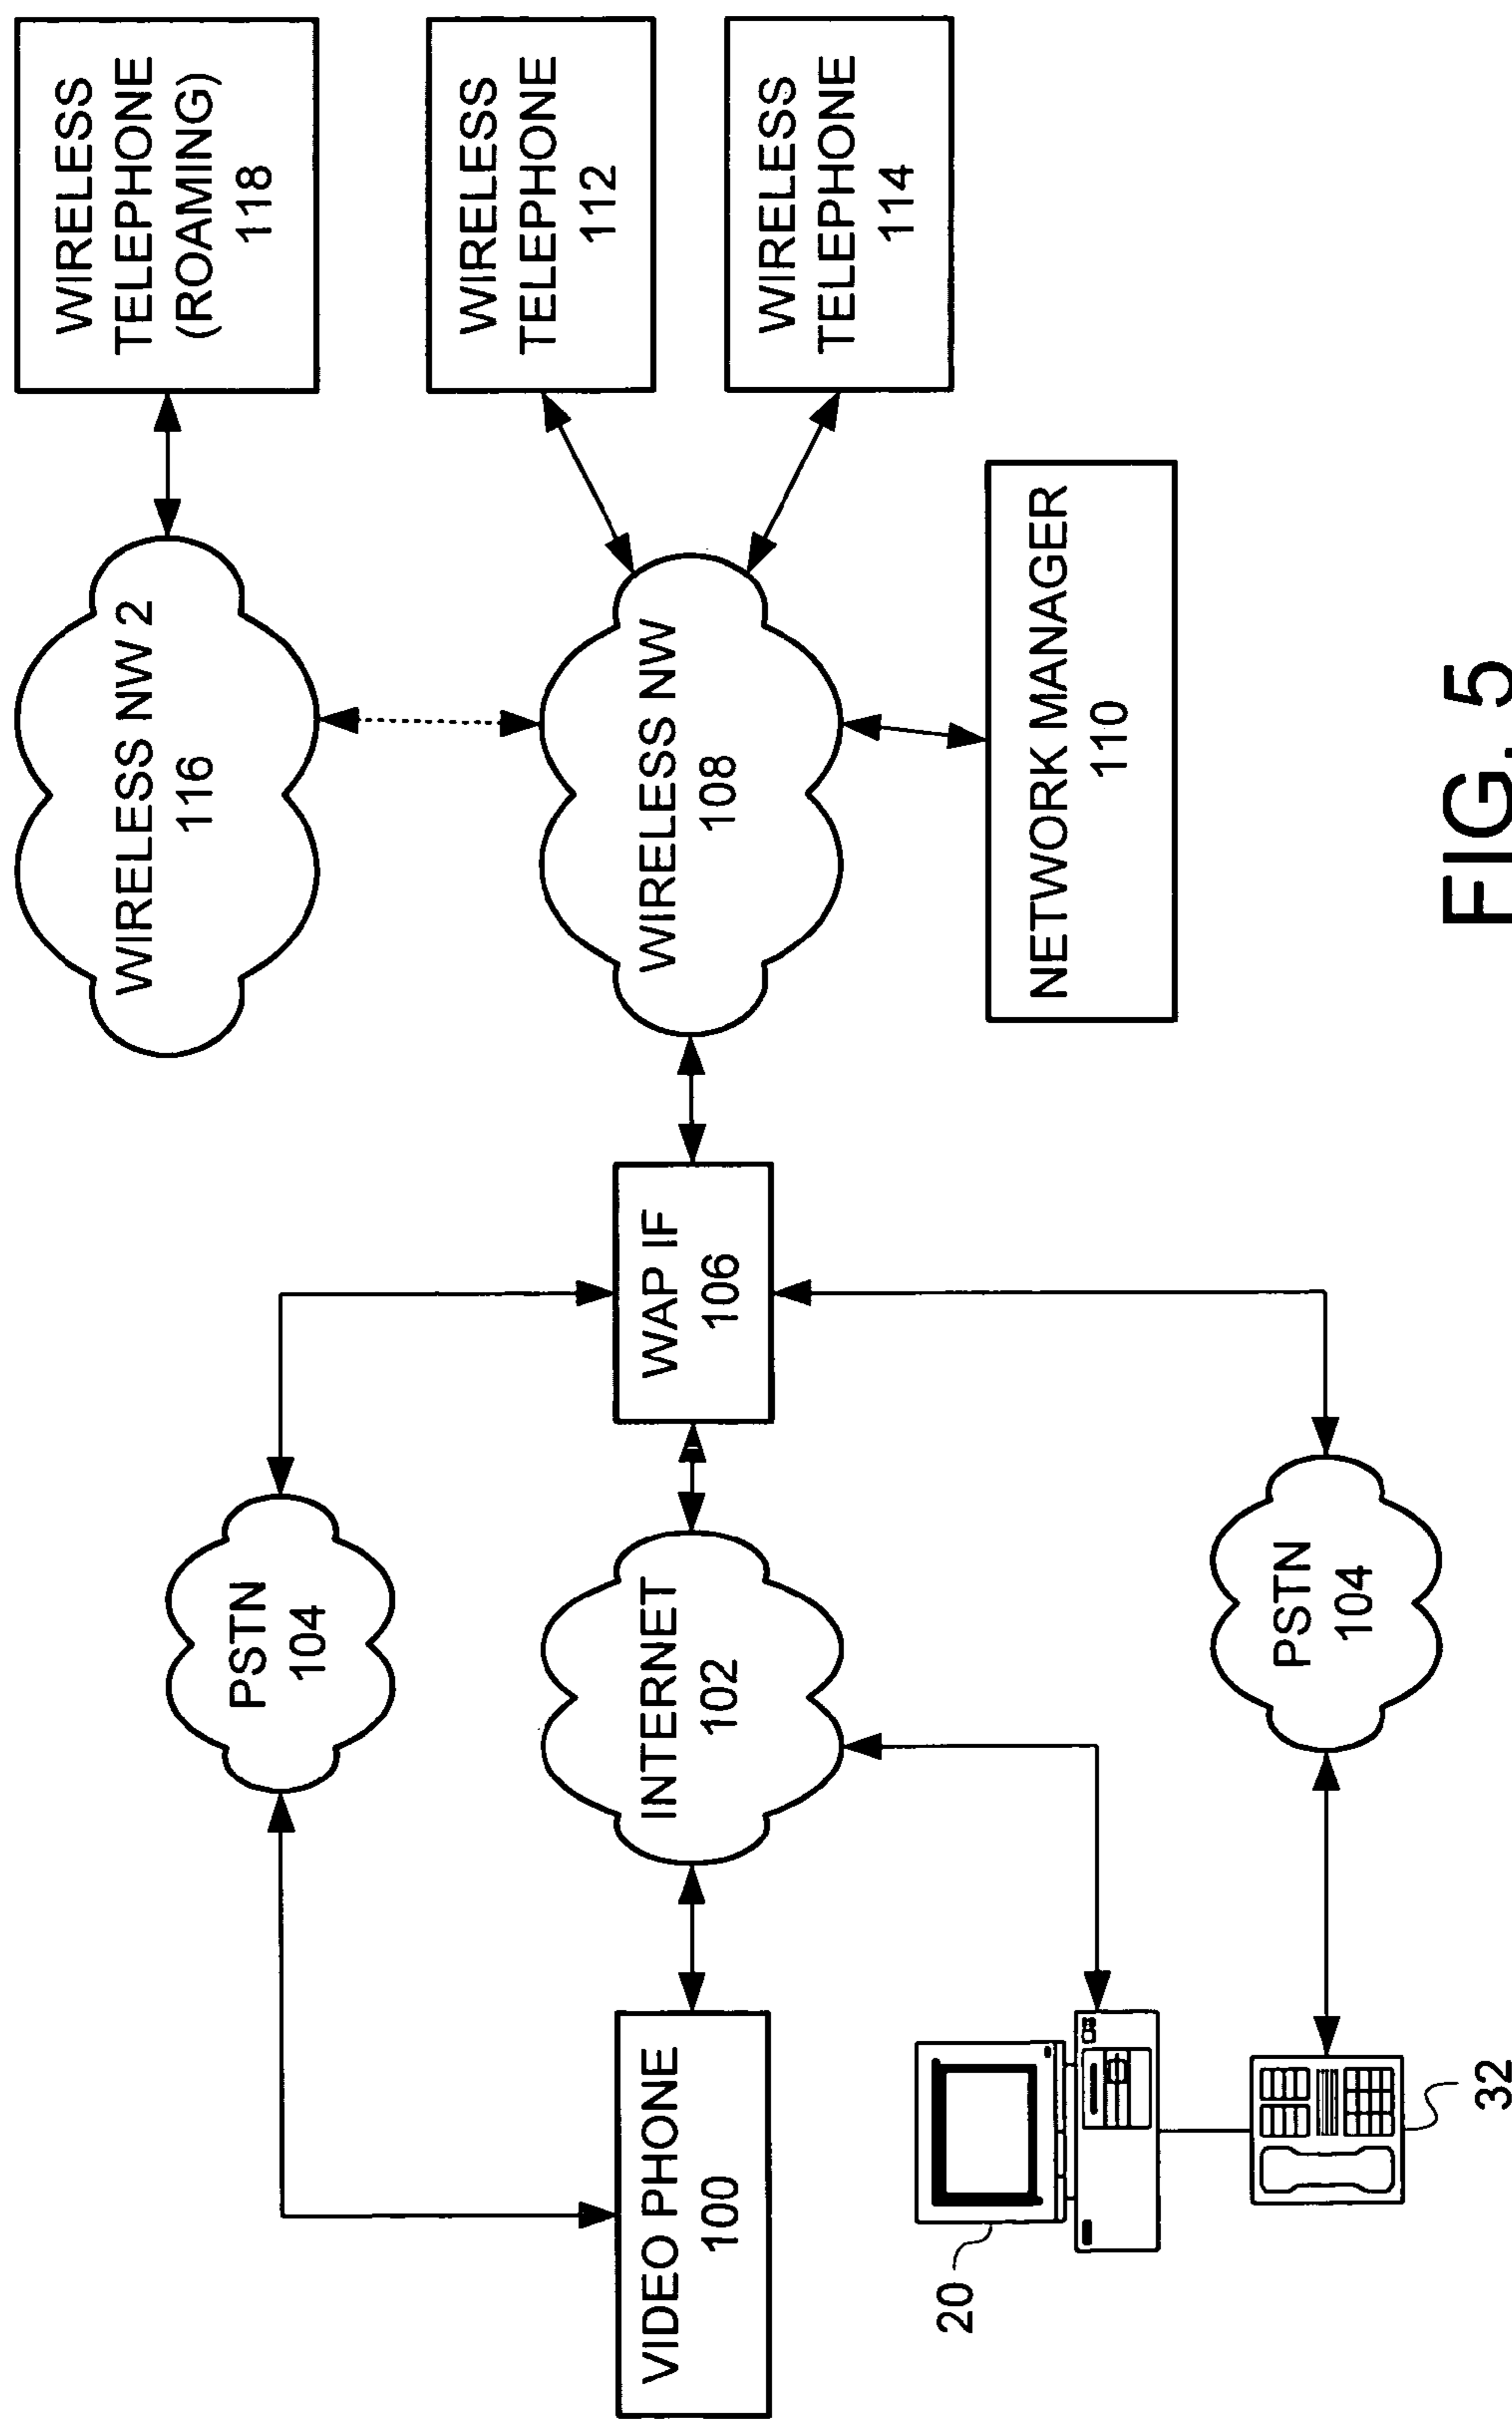 WIRELESS
TELEPHONE
(ROAMING)
118
WIRELESS NW 2
116
WIRELESS
TELEPHONE
112
WIRELESS
TELEPHONE
114
WIRELESS NW
108
NETWORK MANAGER
110
WAP IF
106
PSTN
104
INTERNET
102
PSTN
104
VIDEO PHONE
100
20
32
FIG. 5